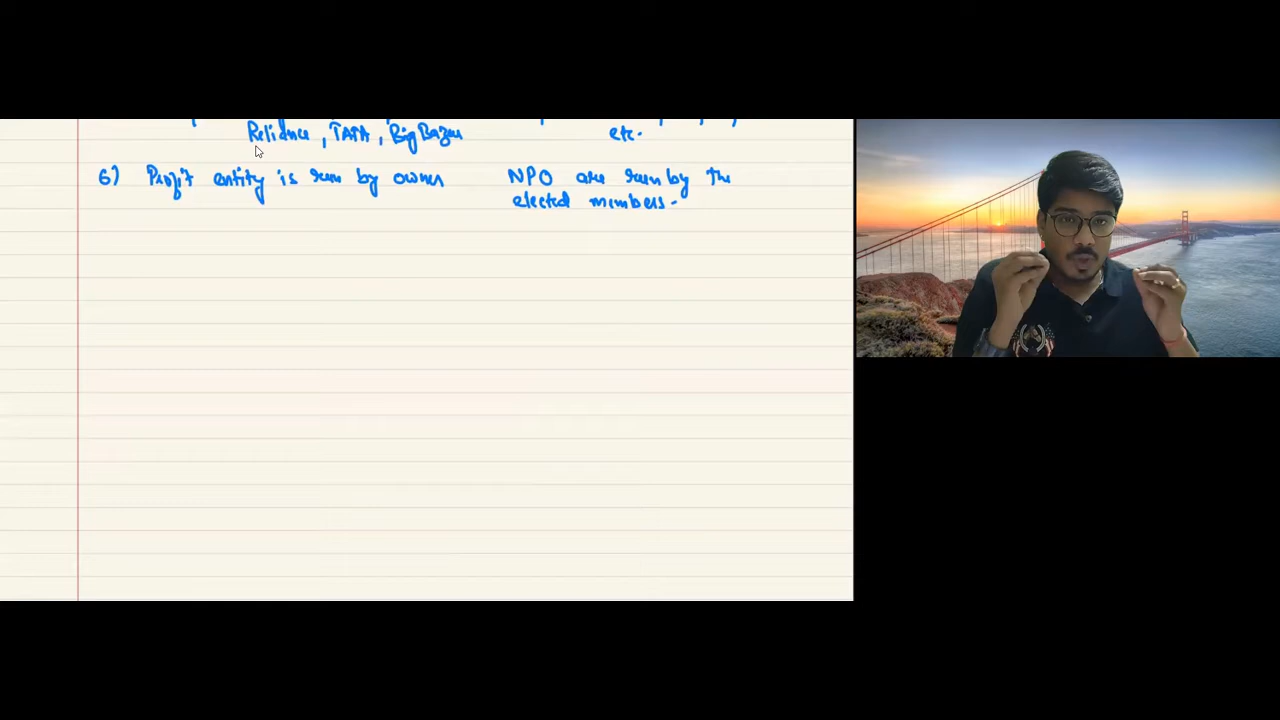 Reliance, TATA, Big Bazar
etc.
6) Profit entity is run by owner
NPO are run by the
elected members.